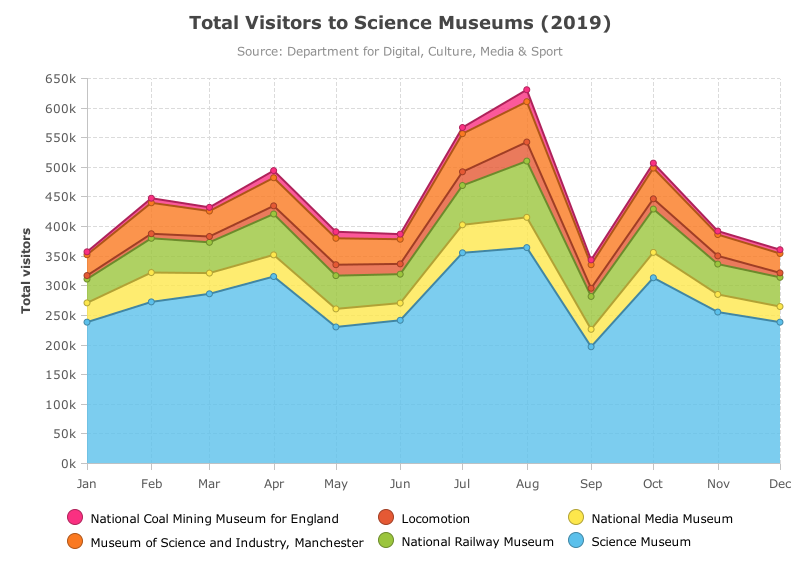 Total Visitors to Science Museums (2019)
Source: Department for Digital, Culture, Media & Sport
Total visitors
650k
600k
550k
500k
450k
400k
350k
300k
250k
200k
150k
100k
50k
0k
Jan Feb Mar Apr May Jun Jul Aug Sep Oct Nov Dec
National Coal Mining Museum for England Locomotion National Media Museum
Museum of Science and Industry, Manchester National Railway Museum Science Museum